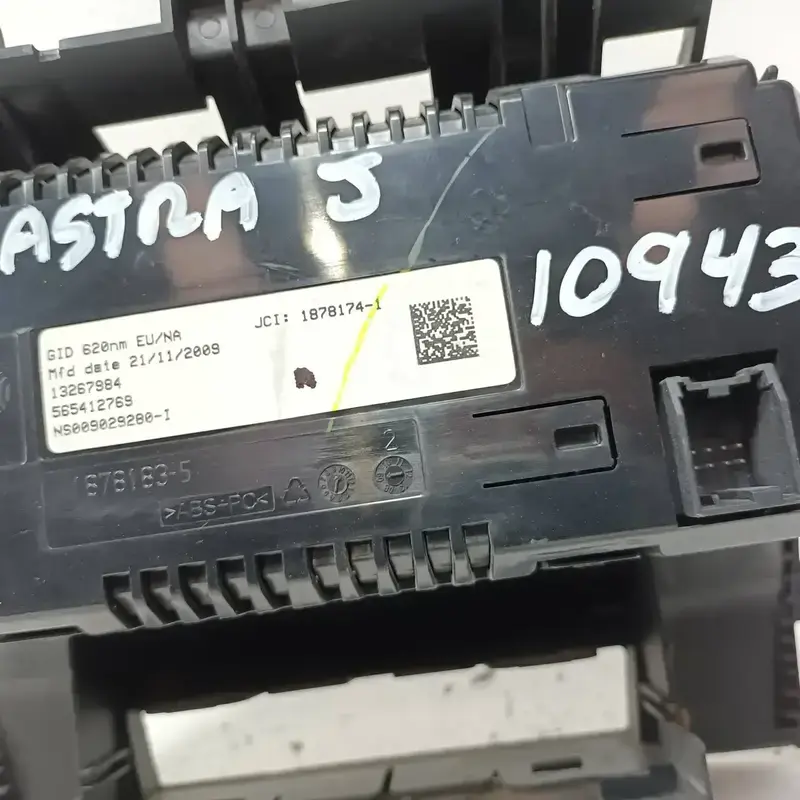 ASTRA J
10943
GID 620nm EU/NA
JCI: 1878174-1
Mfd date 21/11/2009
13267984
565412769
NS009029280-I
1878183-5
2
>ABS+PC<